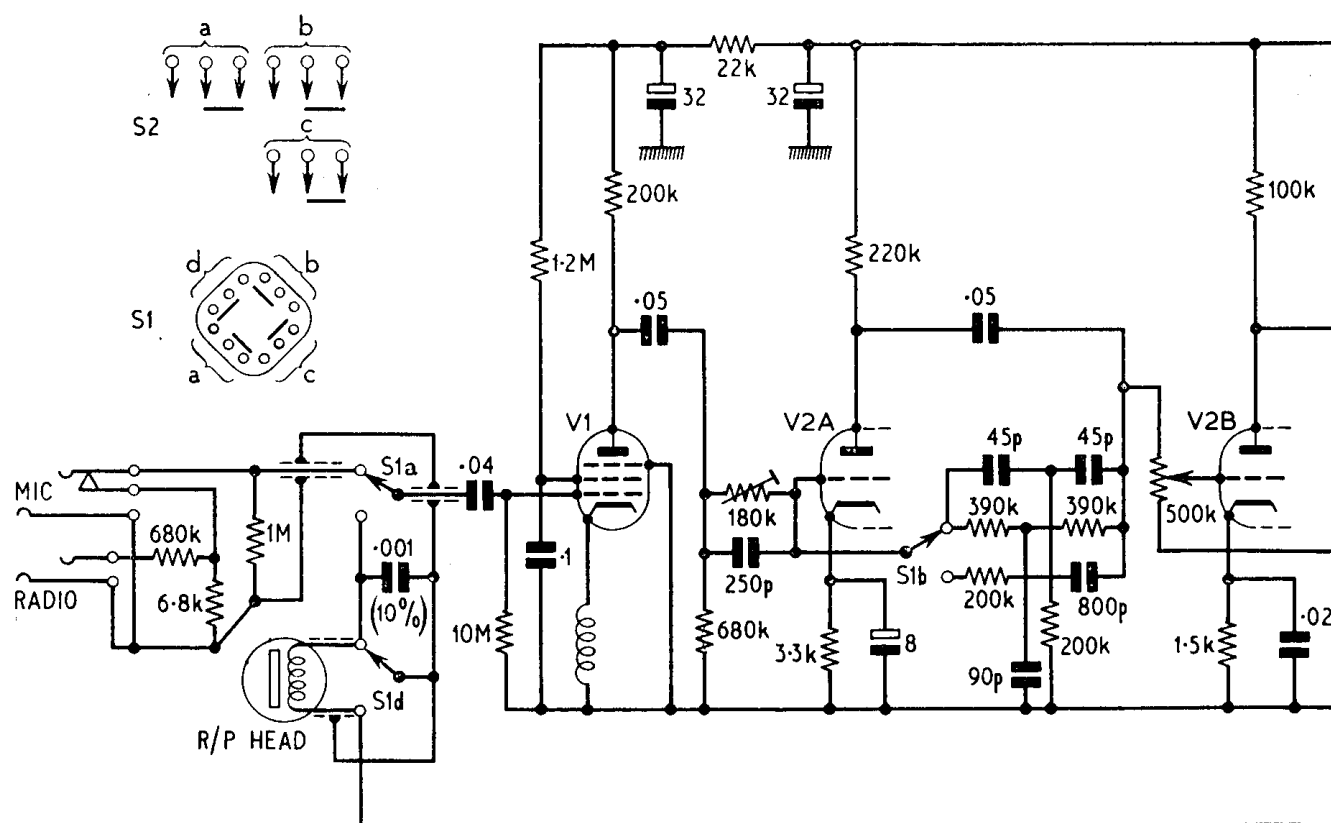 a b
S2
c
d b
S1
a c
22k
32 32
200k
100k
1·2M
220k
·05
·05
V1
V2A
V2B
MIC
S1a
·04
45p 45p
680k
1M
·001
(10%)
180k
390k 390k
500k
RADIO
6·8k
·1
250p
S1b
200k
800p
10M
680k
3·3k
8
200k
1·5k
·02
90p
S1d
R/P HEAD